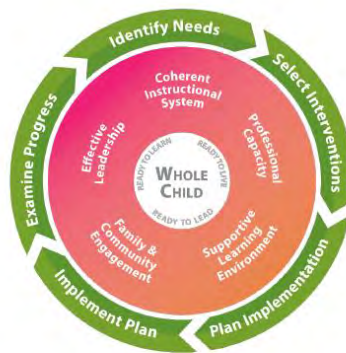 Identify Needs
Select Interventions
Plan Implementation
Implement Plan
Examine Progress
Coherent
Instructional
System
Professional
Capacity
Supportive
Learning
Environment
Family &
Community
Engagement
Effective
Leadership
READY TO LEARN
READY TO LIVE
READY TO LEAD
WHOLE
CHILD